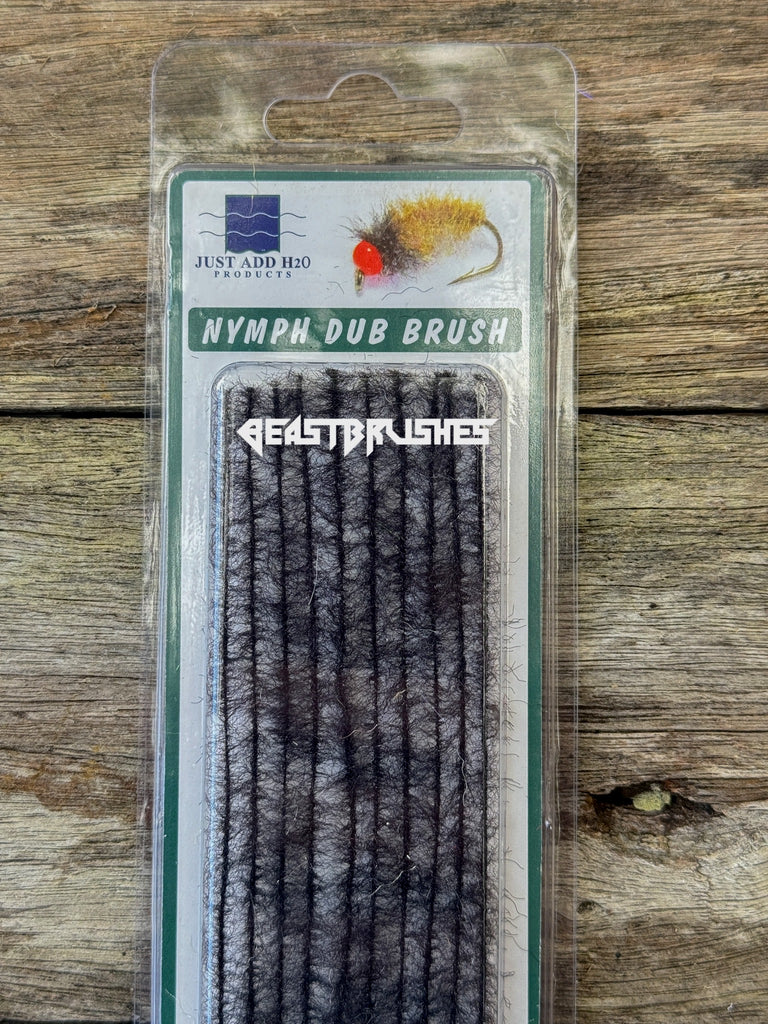 JUST ADD H2O
PRODUCTS
NYMPH DUB BRUSH
BEASTBRUSHES